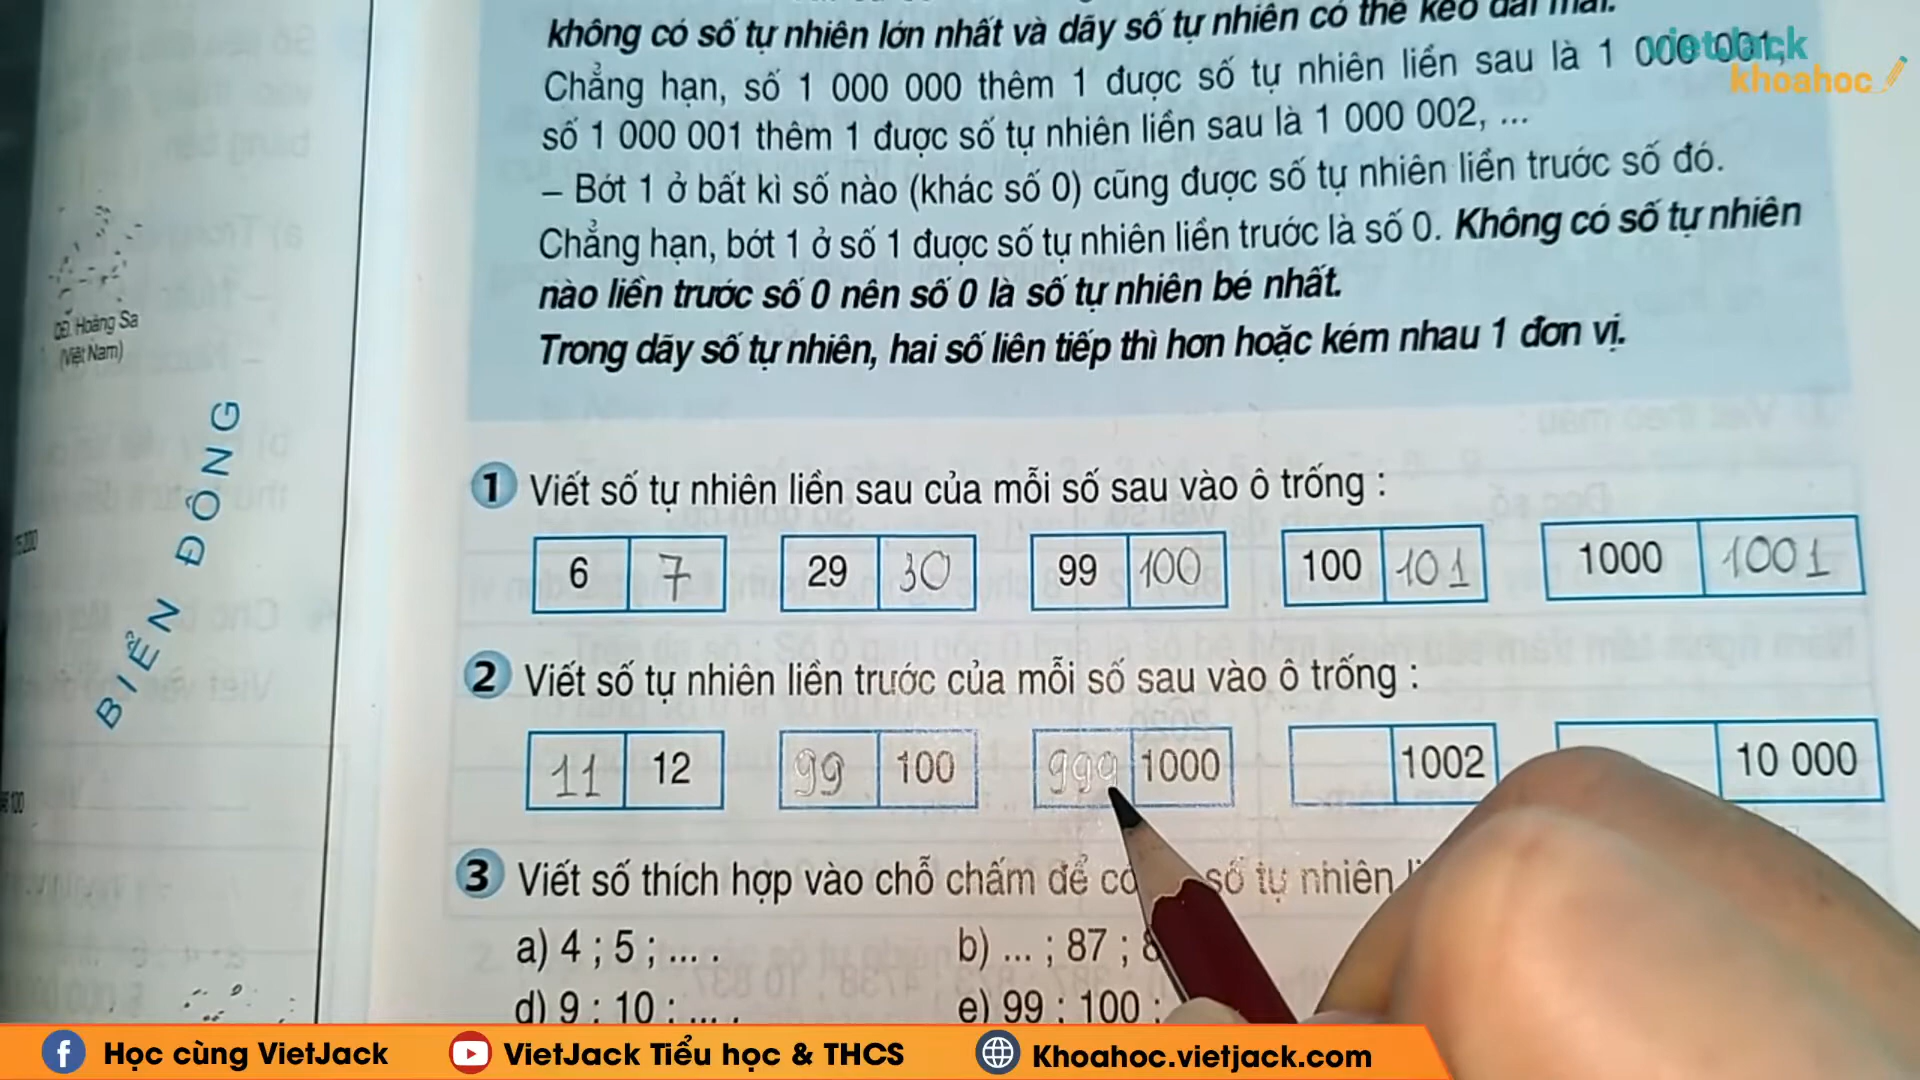 không có số tự nhiên lớn nhất và dãy số tự nhiên có thể kéo dài mãi.
Chẳng hạn, số 1 000 000 thêm 1 được số tự nhiên liền sau là 1 000 001,
vietJack
khoahoc
số 1 000 001 thêm 1 được số tự nhiên liền sau là 1 000 002, ...
– Bớt 1 ở bất kì số nào (khác số 0) cũng được số tự nhiên liền trước số đó.
Chẳng hạn, bớt 1 ở số 1 được số tự nhiên liền trước là số 0. Không có số tự nhiên
nào liền trước số 0 nên số 0 là số tự nhiên bé nhất.
Trong dãy số tự nhiên, hai số liên tiếp thì hơn hoặc kém nhau 1 đơn vị.
QĐ. Hoàng Sa
(Việt Nam)
BIỂN ĐÔNG
1 Viết số tự nhiên liền sau của mỗi số sau vào ô trống :
6 7 29 30 99 100 100 101 1000 1001
2 Viết số tự nhiên liền trước của mỗi số sau vào ô trống :
11 12 99 100 999 1000 1002 10 000
3 Viết số thích hợp vào chỗ chấm để có số tự nhiên
a) 4 ; 5 ; ... .
b) ... ; 87 ;
d) 9 ; 10 ; ... .
e) 99 ; 100 ;
Học cùng VietJack
VietJack Tiểu học & THCS
Khoahoc.vietjack.com